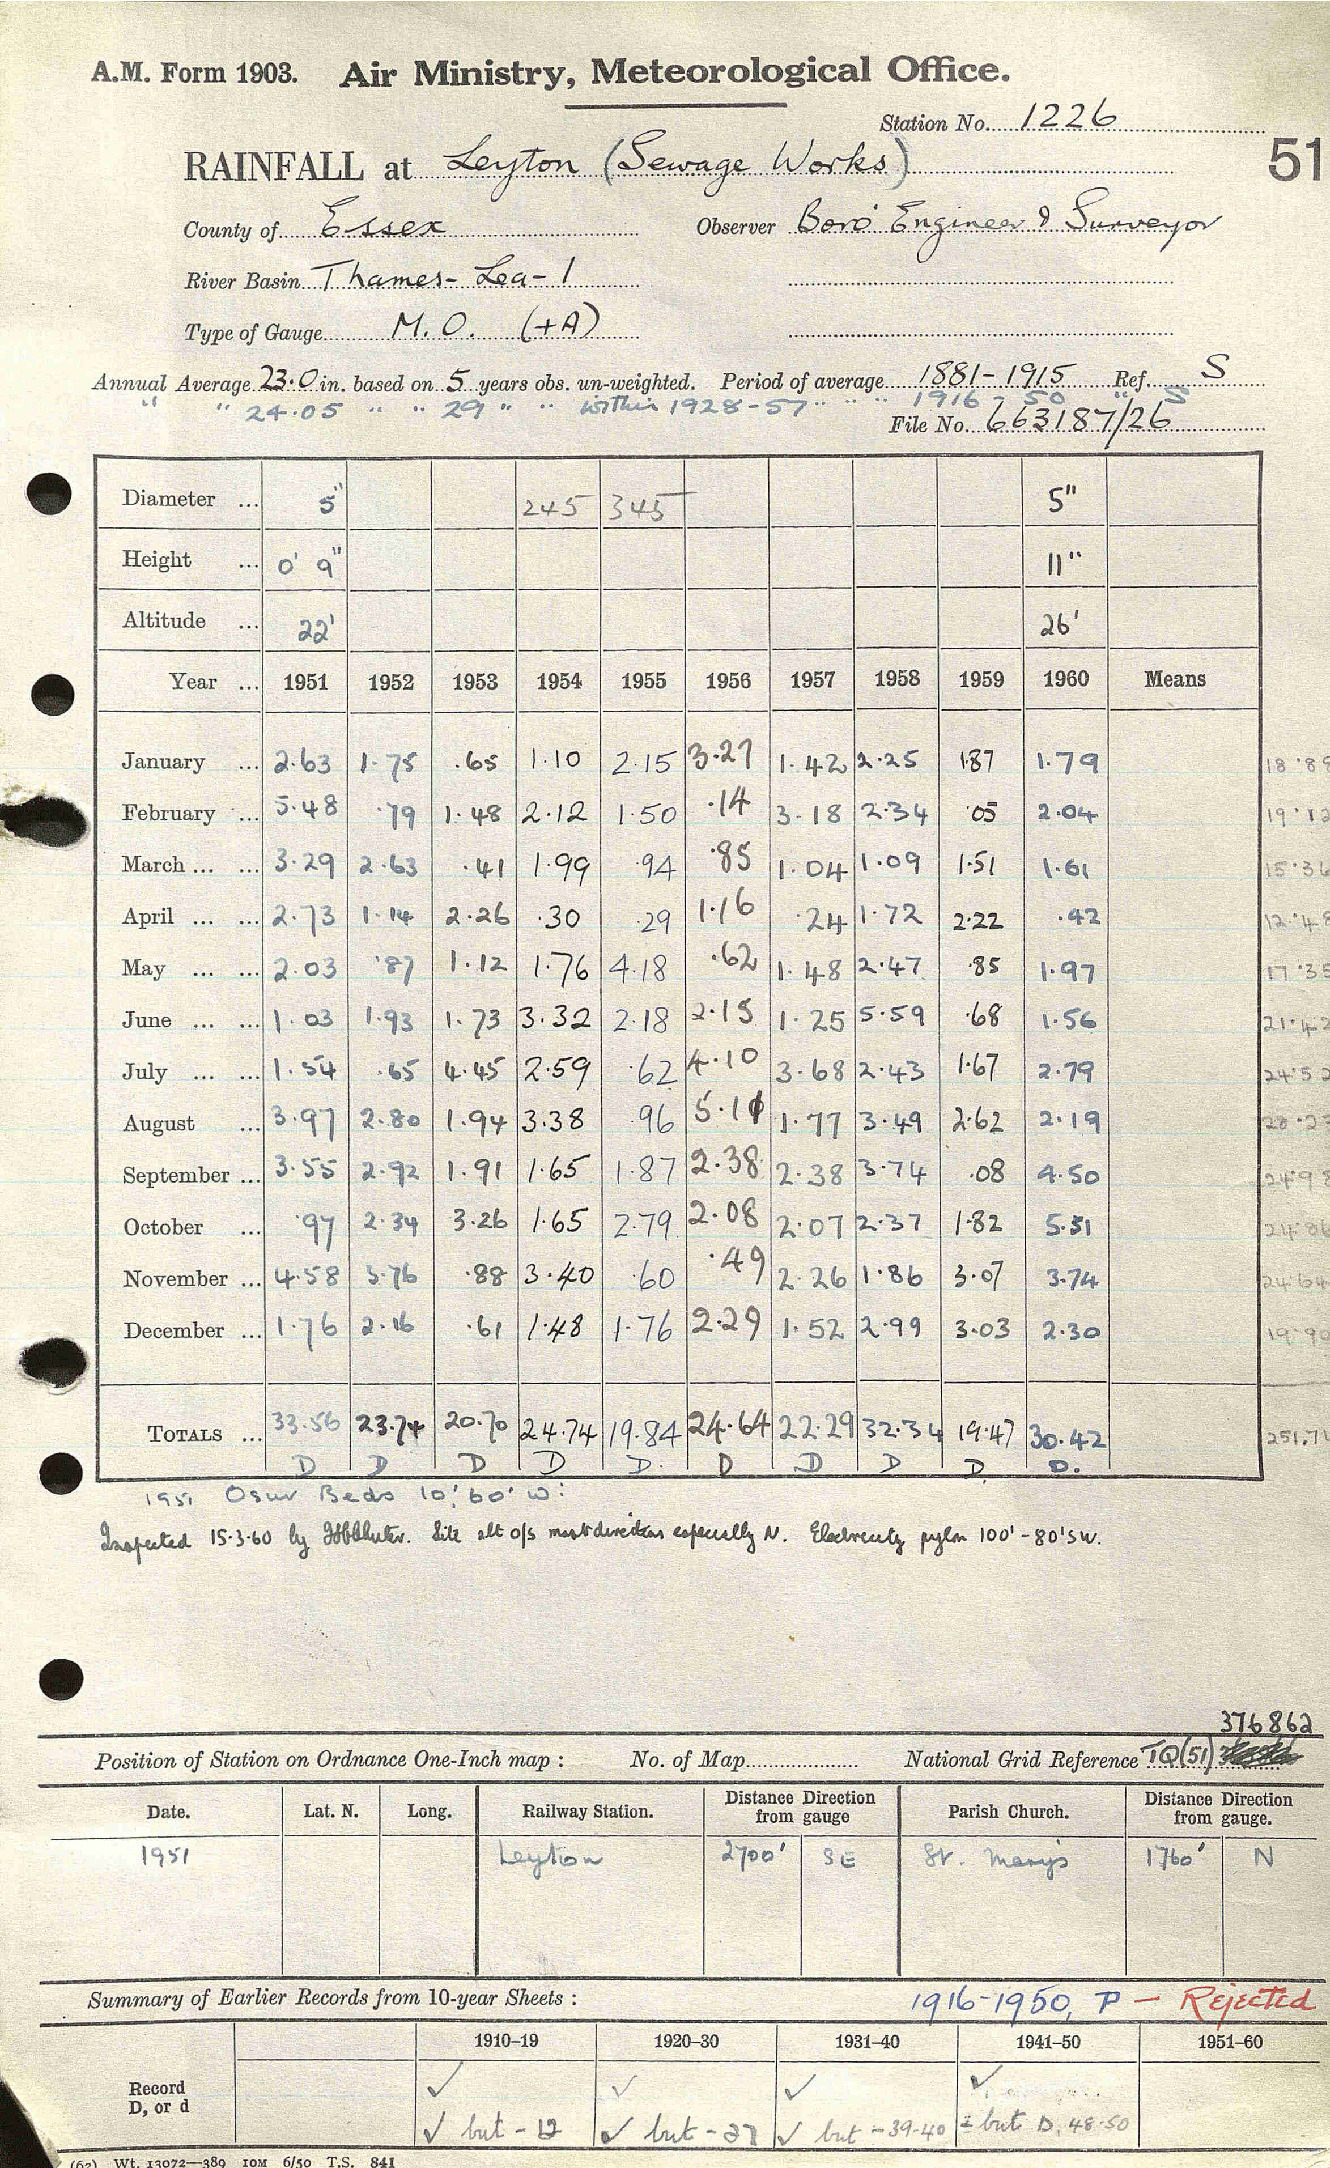 A.M. Form 1903. Air Ministry, Meteorological Office.
Station No. 1226
51
RAINFALL at Leyton (Sewage Works)
County of Essex Observer Boro' Engineer & Surveyor
River Basin Thames - Lea - 1
Type of Gauge M.O. (+A)
Annual Average 23.0 in. based on 5 years obs. un-weighted. Period of average 1881-1915 Ref. S
" " 24.05 " " 29 " " within 1928-57 " " " 1916-50 " S
File No. 663187/26
Diameter ... 5" 245 345 5"
Height ... 0' 9" 11"
Altitude ... 22' 26'
Year ... 1951 1952 1953 1954 1955 1956 1957 1958 1959 1960 Means
January ... 2.63 1.75 .65 1.10 2.15 3.27 1.42 2.25 1.87 1.79 18.89
February ... 5.48 .79 1.48 2.12 1.50 .14 3.18 2.34 .05 2.04 19.12
March ... ... 3.29 2.63 .41 1.99 .94 .85 1.04 1.09 1.51 1.61 15.36
April ... ... 2.73 1.14 2.26 .30 .29 1.16 .24 1.72 2.22 .42 12.48
May ... ... 2.03 .87 1.12 1.76 4.18 .62 1.48 2.47 .85 1.97 17.35
June ... ... 1.03 1.93 1.73 3.32 2.18 2.15 1.25 5.59 .68 1.56 21.42
July ... ... 1.54 .65 4.45 2.59 .62 4.10 3.68 2.43 1.67 2.79 24.52
August ... 3.97 2.80 1.94 3.38 .96 5.11 1.77 3.49 2.62 2.19
September ... 3.55 2.92 1.91 1.65 1.87 2.38 2.38 3.74 .08 4.50 24.98
October ... .97 2.34 3.26 1.65 2.79 2.08 2.07 2.37 1.82 5.51 24.86
November ... 4.58 3.76 .88 3.40 .60 .49 2.26 1.86 3.07 3.74 24.64
December ... 1.76 2.16 .61 1.48 1.76 2.29 1.52 2.99 3.03 2.30 19.90
TOTALS ... 33.56 23.74 20.70 24.74 19.84 24.64 22.29 32.34 19.47 30.42 251.74
D D D D D. D D D D D.
1951 Osier Beds 10', 60' W:
Inspected 15.3.60 by Site alt o/s most directions especially N. Electricity pylon 100' - 80' SW.
376862
Position of Station on Ordnance One-Inch map : No. of Map National Grid Reference TQ(51)
Date. Lat. N. Long. Railway Station. Distance Direction from gauge Parish Church. Distance Direction from gauge.
1951 Leyton 2700' SE St. Mary's 1760' N
Summary of Earlier Records from 10-year Sheets : 1916-1950, P - Rejected
1910-19 1920-30 1931-40 1941-50 1951-60
Record ✓ ✓ ✓ ✓
D, or d ✓ but - 12 ✓ but - 27 ✓ but - 39-40 ± but D, 48-50
(62) Wt. 13072—389 10M 6/50 T.S. 841